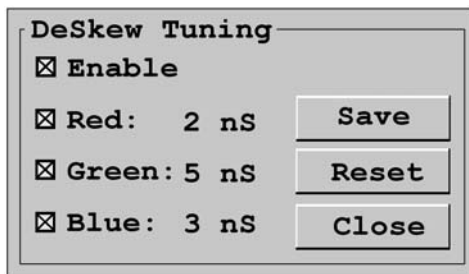 DeSkew Tuning
Enable
Red: 2 nS
Save
Green: 5 nS
Reset
Blue: 3 nS
Close